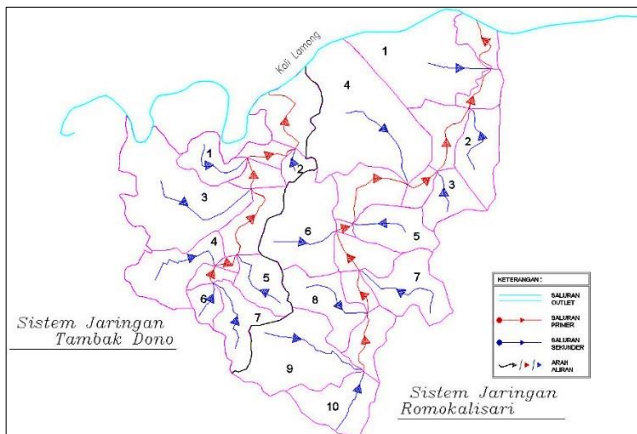 1
Kali Lamong
4
1
2
2
3
3
4
6
5
5
7
6
8
7
9
10
Sistem Jaringan
Tambak Dono
Sistem Jaringan
Romokalisari
KETERANGAN :
SALURAN
OUTLET
SALURAN
PRIMER
SALURAN
SEKUNDER
ARAH
ALIRAN